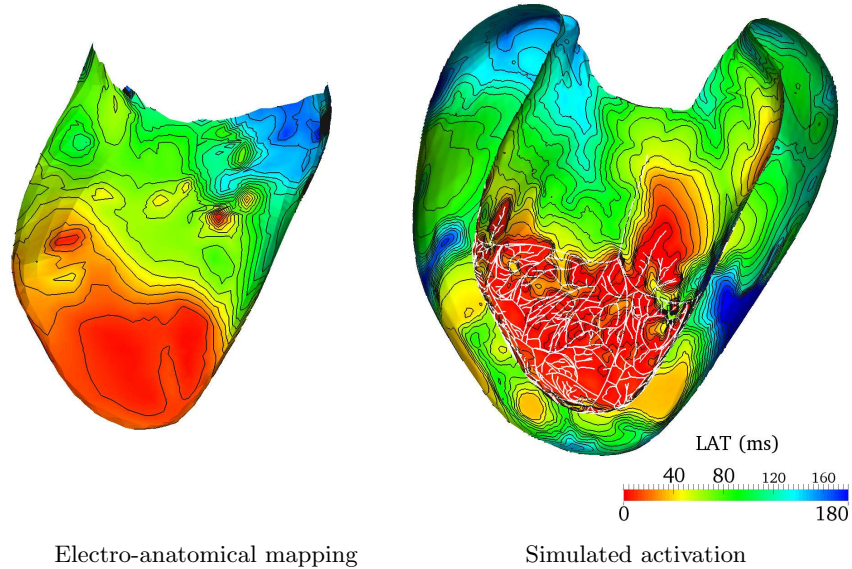 LAT (ms)
40 80 120 160
0 180
Electro-anatomical mapping
Simulated activation